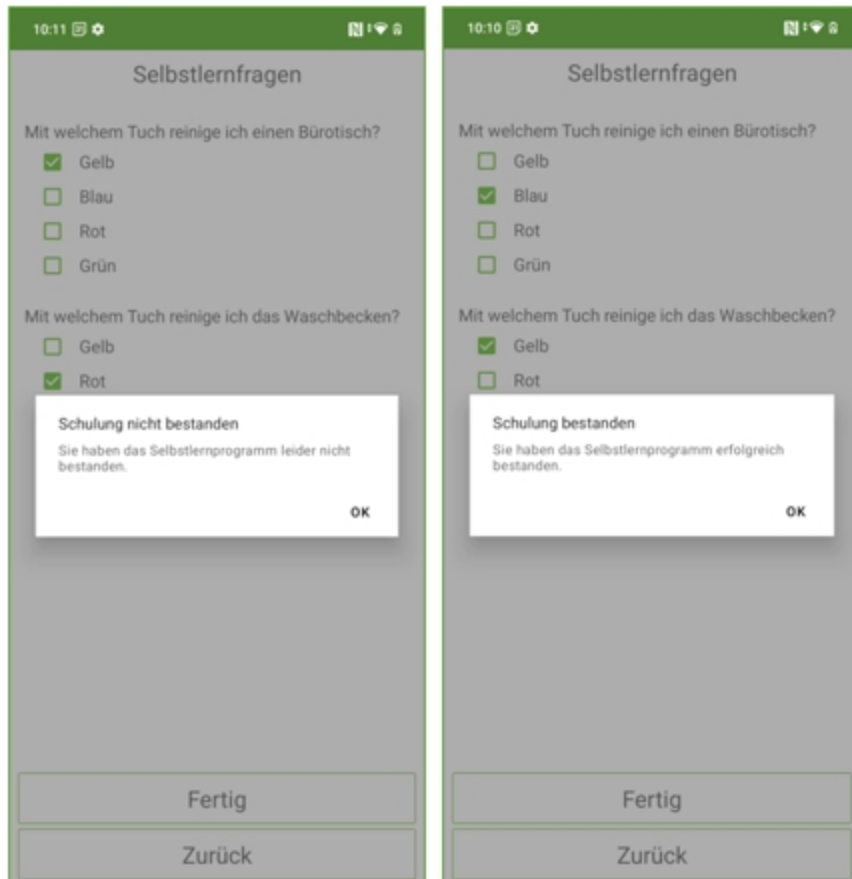 10:11
Selbstlernfragen
Mit welchem Tuch reinige ich einen Bürotisch?
Gelb
Blau
Rot
Grün
Mit welchem Tuch reinige ich das Waschbecken?
Gelb
Rot
Schulung nicht bestanden
Sie haben das Selbstlernprogramm leider nicht
bestanden.
OK
Fertig
Zurück
10:10
Selbstlernfragen
Mit welchem Tuch reinige ich einen Bürotisch?
Gelb
Blau
Rot
Grün
Mit welchem Tuch reinige ich das Waschbecken?
Gelb
Rot
Schulung bestanden
Sie haben das Selbstlernprogramm erfolgreich
bestanden.
OK
Fertig
Zurück